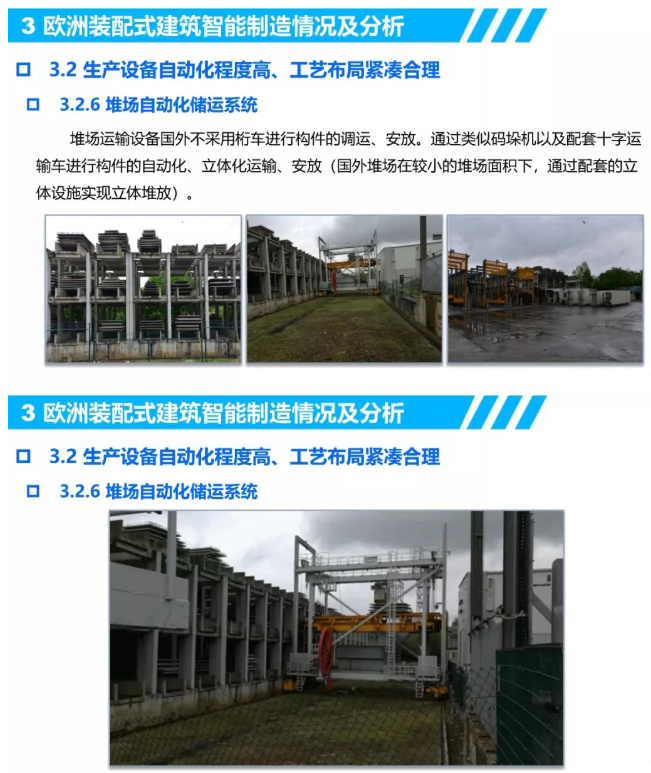 3 欧洲装配式建筑智能制造情况及分析
3.2 生产设备自动化程度高、工艺布局紧凑合理
3.2.6 堆场自动化储运系统
堆场运输设备国外不采用桁车进行构件的调运、安放。通过类似码垛机以及配套十字运
输车进行构件的自动化、立体化运输、安放（国外堆场在较小的堆场面积下，通过配套的立
体设施实现立体堆放）。
3 欧洲装配式建筑智能制造情况及分析
3.2 生产设备自动化程度高、工艺布局紧凑合理
3.2.6 堆场自动化储运系统